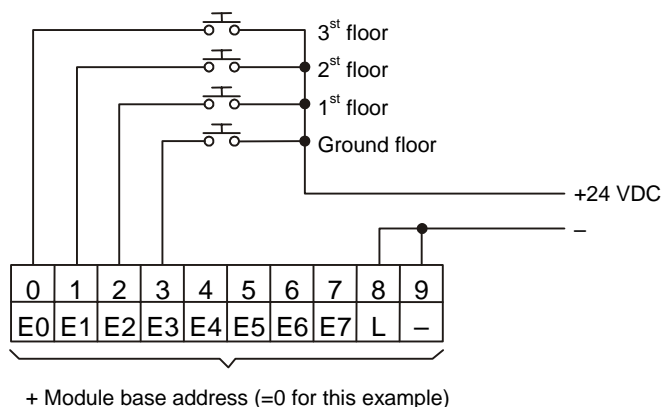 3st floor
2st floor
1st floor
Ground floor
+24 VDC
–
0 1 2 3 4 5 6 7 8 9
E0 E1 E2 E3 E4 E5 E6 E7 L –
+ Module base address (=0 for this example)